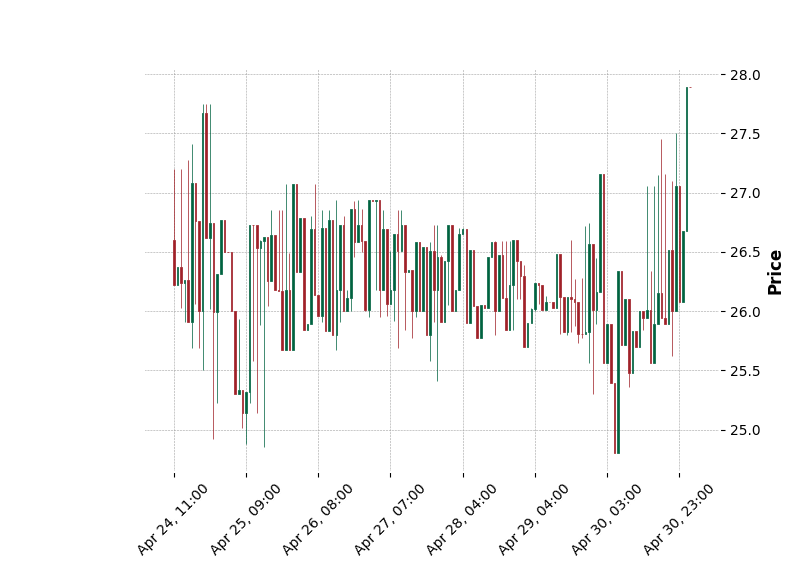 28.0
27.5
27.0
26.5
26.0
25.5
25.0
Price
Apr 24, 11:00
Apr 25, 09:00
Apr 26, 08:00
Apr 27, 07:00
Apr 28, 04:00
Apr 29, 04:00
Apr 30, 03:00
Apr 30, 23:00